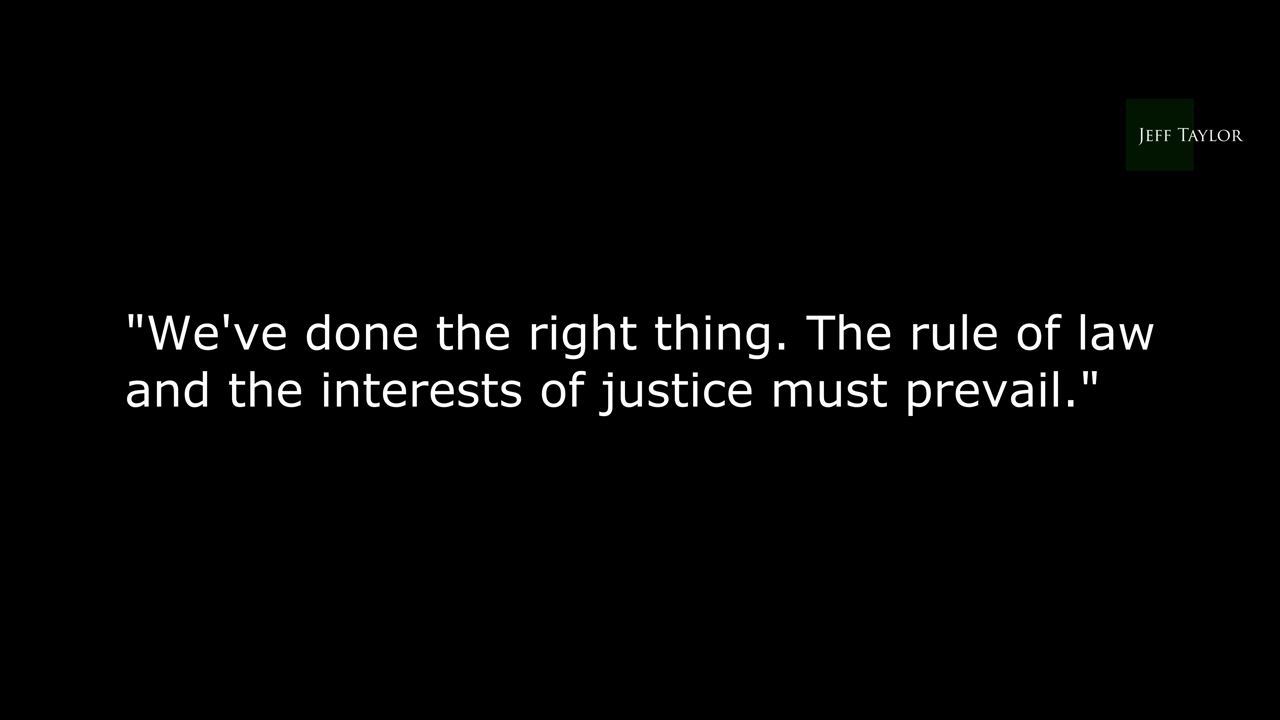 JEFF TAYLOR
"We've done the right thing. The rule of law
and the interests of justice must prevail."